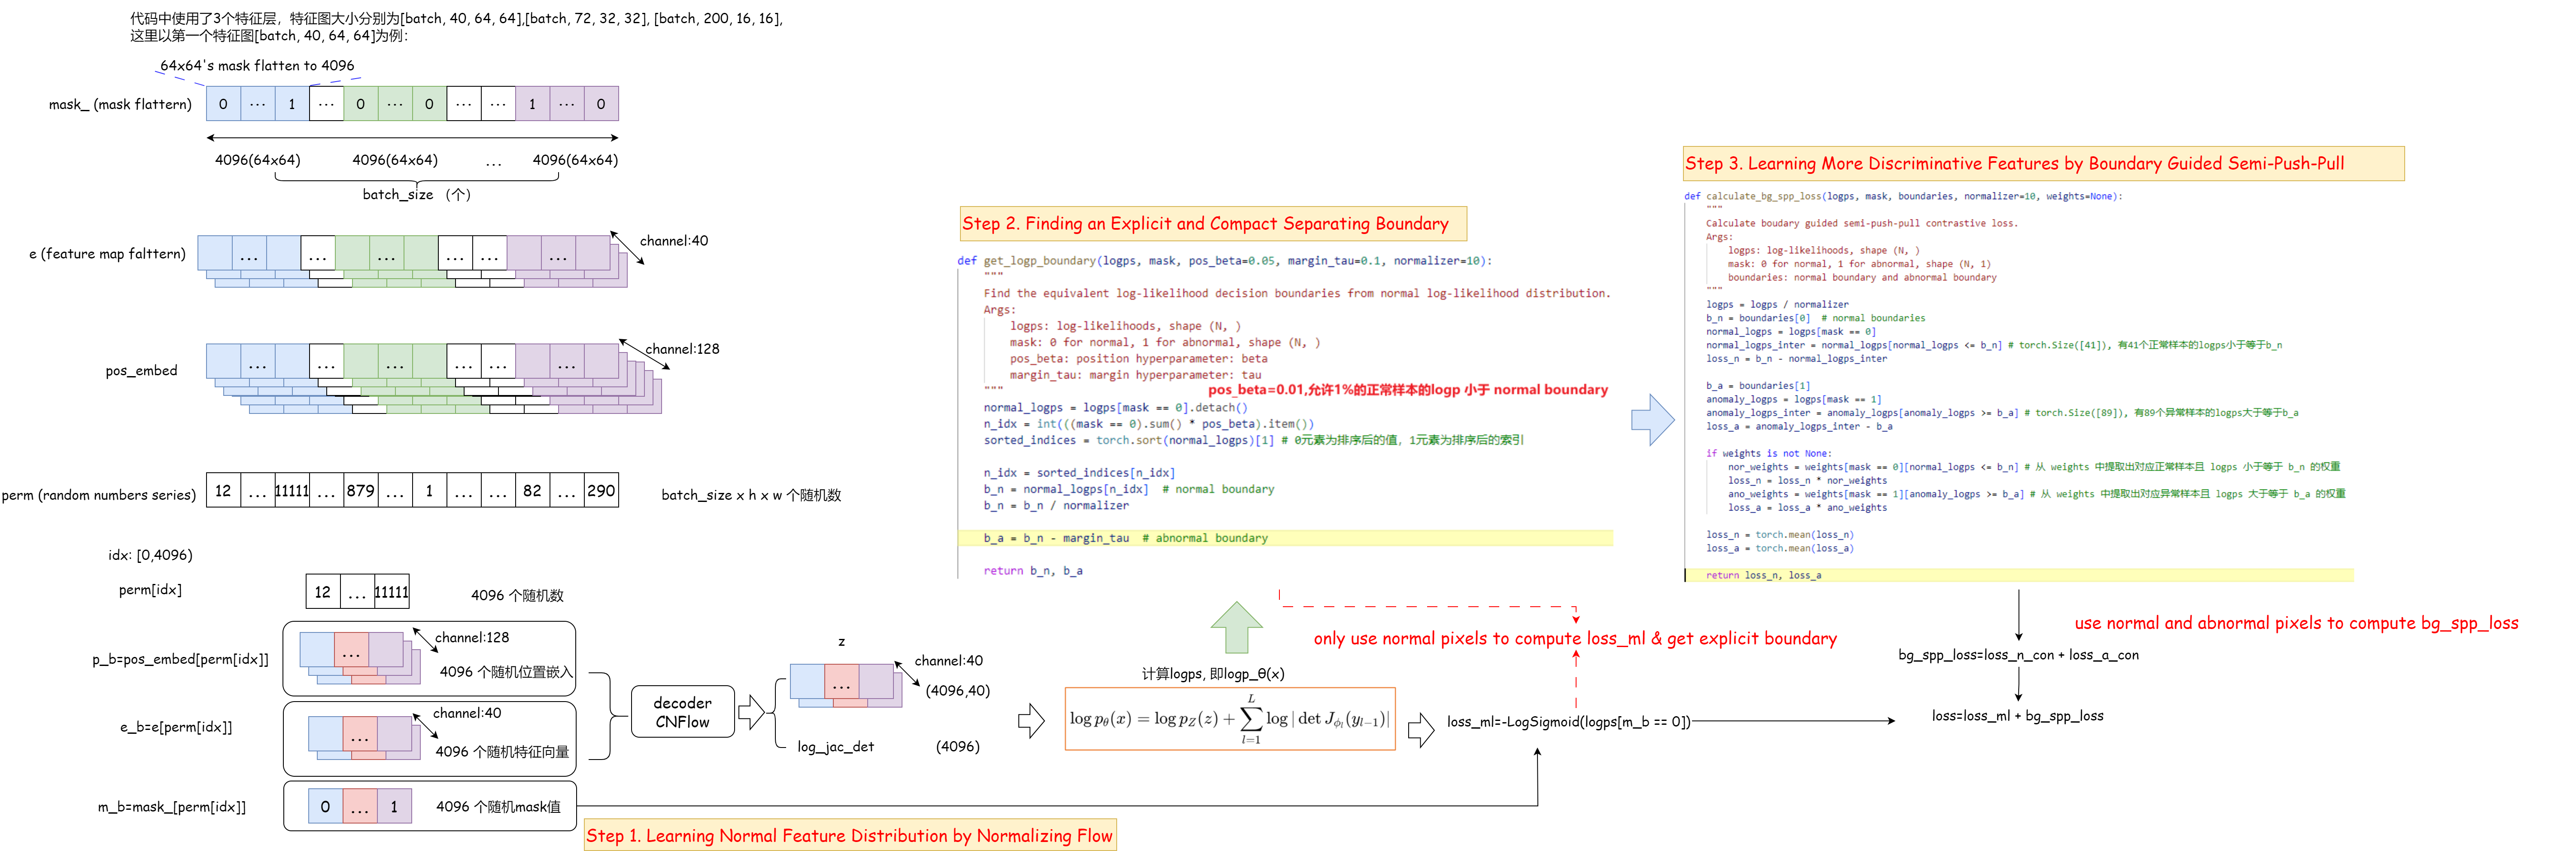 代码中使用了3个特征层，特征图大小分别为[batch, 40, 64, 64],[batch, 72, 32, 32], [batch, 200, 16, 16],
这里以第一个特征图[batch, 40, 64, 64]为例：
64x64's mask flatten to 4096
mask_ (mask flattern)
0 ... 1 ... 0 ... 0 ... ... 1 ... 0
4096(64x64) 4096(64x64) ... 4096(64x64)
batch_size （个）
e (feature map falttern)
... ... ... ... ... ...
channel:40
pos_embed
... ... ... ... ... ...
channel:128
perm (random numbers series)
12 ... 11111 ... 879 ... 1 ... ... 82 ... 290
batch_size x h x w 个随机数
idx: [0,4096)
perm[idx]
12 ... 11111
4096 个随机数
p_b=pos_embed[perm[idx]]
...
channel:128
4096 个随机位置嵌入
e_b=e[perm[idx]]
...
channel:40
4096 个随机特征向量
m_b=mask_[perm[idx]]
0 ... 1
4096 个随机mask值
decoder
CNFlow
z
...
channel:40
(4096,40)
log_jac_det
(4096)
Step 1. Learning Normal Feature Distribution by Normalizing Flow
计算logps, 即logp_θ(x)
log p_θ(x) = log p_Z(z) + ∑_{l=1}^{L} log | det J_{ϕ_l}(y_{l−1})|
loss_ml=-LogSigmoid(logps[m_b == 0])
only use normal pixels to compute loss_ml & get explicit boundary
Step 2. Finding an Explicit and Compact Separating Boundary
def get_logp_boundary(logps, mask, pos_beta=0.05, margin_tau=0.1, normalizer=10):
"""
Find the equivalent log-likelihood decision boundaries from normal log-likelihood distribution.
Args:
logps: log-likelihoods, shape (N, )
mask: 0 for normal, 1 for abnormal, shape (N, )
pos_beta: position hyperparameter: beta
margin_tau: margin hyperparameter: tau
"""
pos_beta=0.01,允许1%的正常样本的logp 小于 normal boundary
normal_logps = logps[mask == 0].detach()
n_idx = int(((mask == 0).sum() * pos_beta).item())
sorted_indices = torch.sort(normal_logps)[1] # 0元素为排序后的值，1元素为排序后的索引
n_idx = sorted_indices[n_idx]
b_n = normal_logps[n_idx]  # normal boundary
b_n = b_n / normalizer
b_a = b_n - margin_tau  # abnormal boundary
return b_n, b_a
Step 3. Learning More Discriminative Features by Boundary Guided Semi-Push-Pull
def calculate_bg_spp_loss(logps, mask, boundaries, normalizer=10, weights=None):
"""
Calculate boudary guided semi-push-pull contrastive loss.
Args:
logps: log-likelihoods, shape (N, )
mask: 0 for normal, 1 for abnormal, shape (N, 1)
boundaries: normal boundary and abnormal boundary
"""
logps = logps / normalizer
b_n = boundaries[0]  # normal boundaries
normal_logps = logps[mask == 0]
normal_logps_inter = normal_logps[normal_logps <= b_n] # torch.Size([41]), 有41个正常样本的logps小于等于b_n
loss_n = b_n - normal_logps_inter
b_a = boundaries[1]
anomaly_logps = logps[mask == 1]
anomaly_logps_inter = anomaly_logps[anomaly_logps >= b_a] # torch.Size([89]), 有89个异常样本的logps大于等于b_a
loss_a = anomaly_logps_inter - b_a
if weights is not None:
nor_weights = weights[mask == 0][normal_logps <= b_n] # 从 weights 中提取出对应正常样本且 logps 小于等于 b_n 的权重
loss_n = loss_n * nor_weights
ano_weights = weights[mask == 1][anomaly_logps >= b_a] # 从 weights 中提取出对应异常样本且 logps 大于等于 b_a 的权重
loss_a = loss_a * ano_weights
loss_n = torch.mean(loss_n)
loss_a = torch.mean(loss_a)
return loss_n, loss_a
use normal and abnormal pixels to compute bg_spp_loss
bg_spp_loss=loss_n_con + loss_a_con
loss=loss_ml + bg_spp_loss